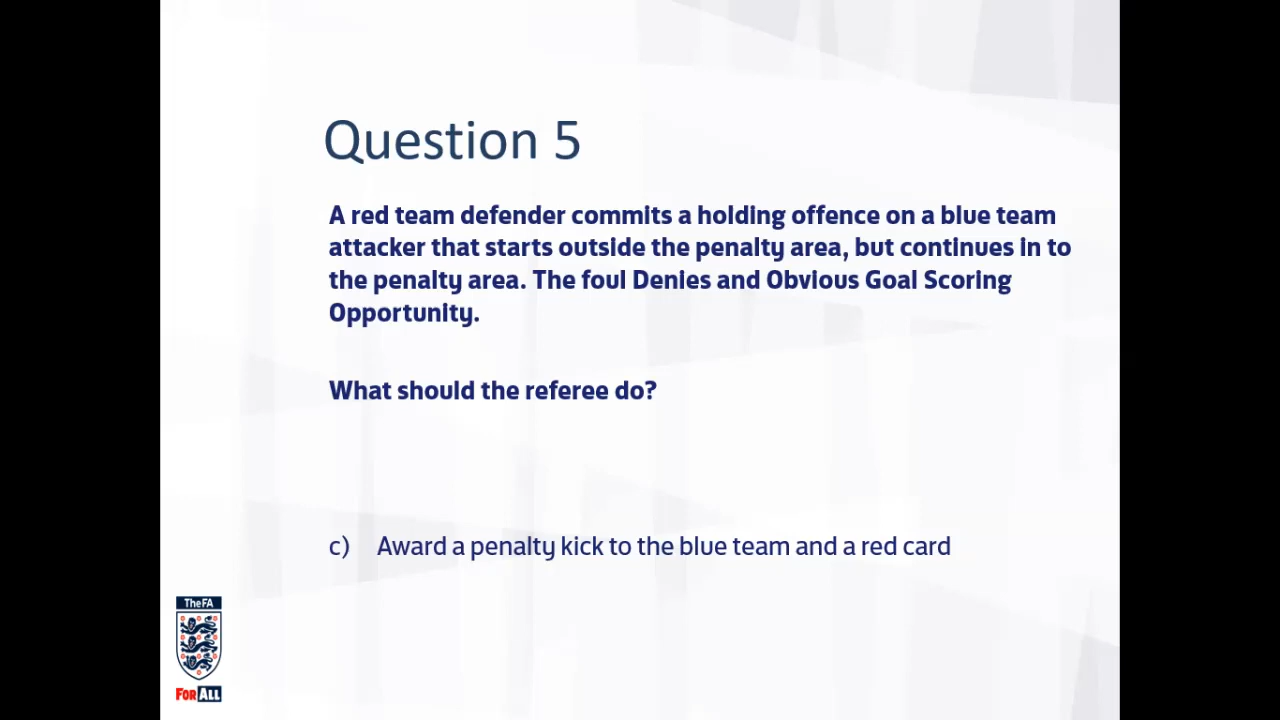 Question 5
A red team defender commits a holding offence on a blue team
attacker that starts outside the penalty area, but continues in to
the penalty area. The foul Denies and Obvious Goal Scoring
Opportunity.
What should the referee do?
c) Award a penalty kick to the blue team and a red card
TheFA
FOR ALL